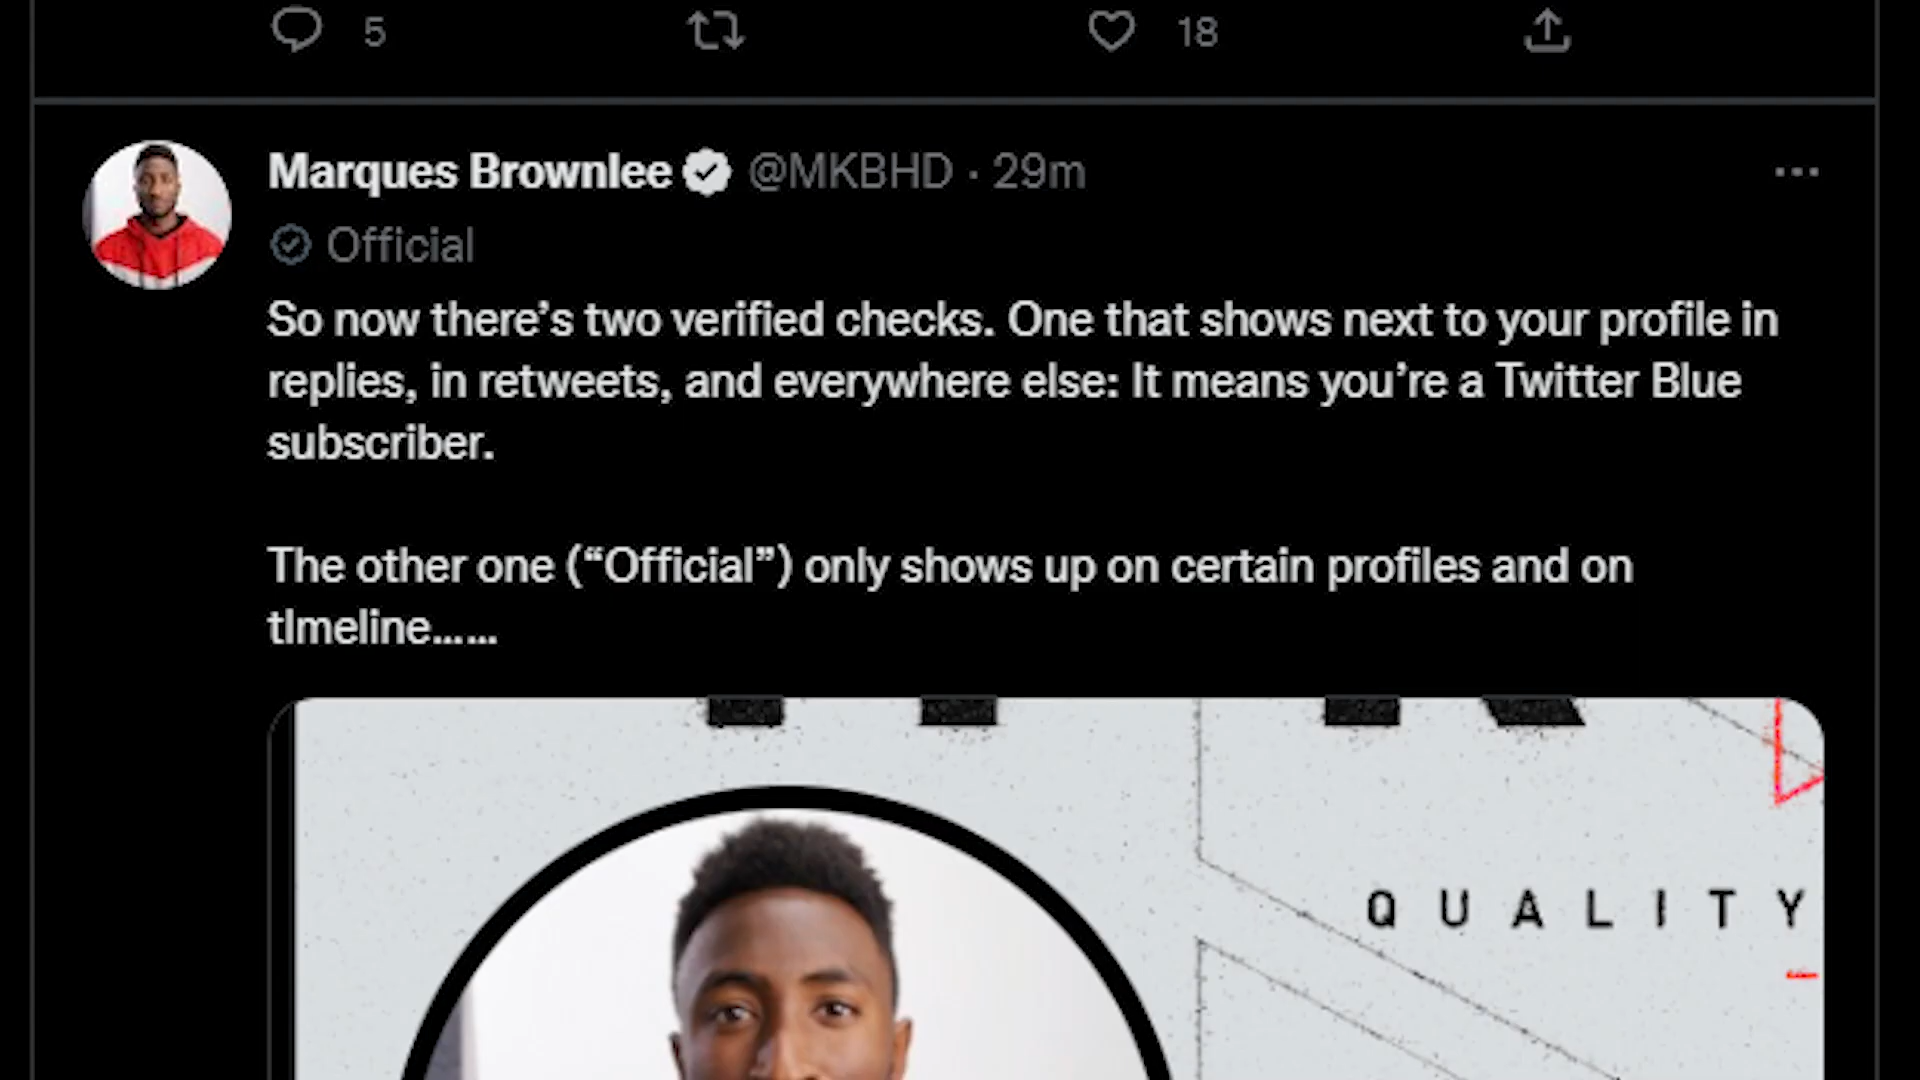 5 18
Marques Brownlee @MKBHD · 29m
Official
So now there’s two verified checks. One that shows next to your profile in
replies, in retweets, and everywhere else: It means you’re a Twitter Blue
subscriber.
The other one (“Official”) only shows up on certain profiles and on
tImeline......
QUALITY